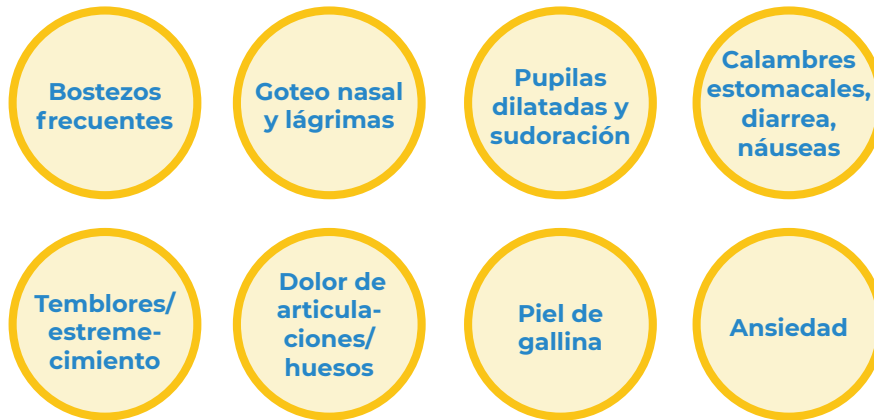 Bostezos
frecuentes
Goteo nasal
y lágrimas
Pupilas
dilatadas y
sudoración
Calambres
estomacales,
diarrea,
náuseas
Temblores/
estreme-
cimiento
Dolor de
articula-
ciones/
huesos
Piel de
gallina
Ansiedad